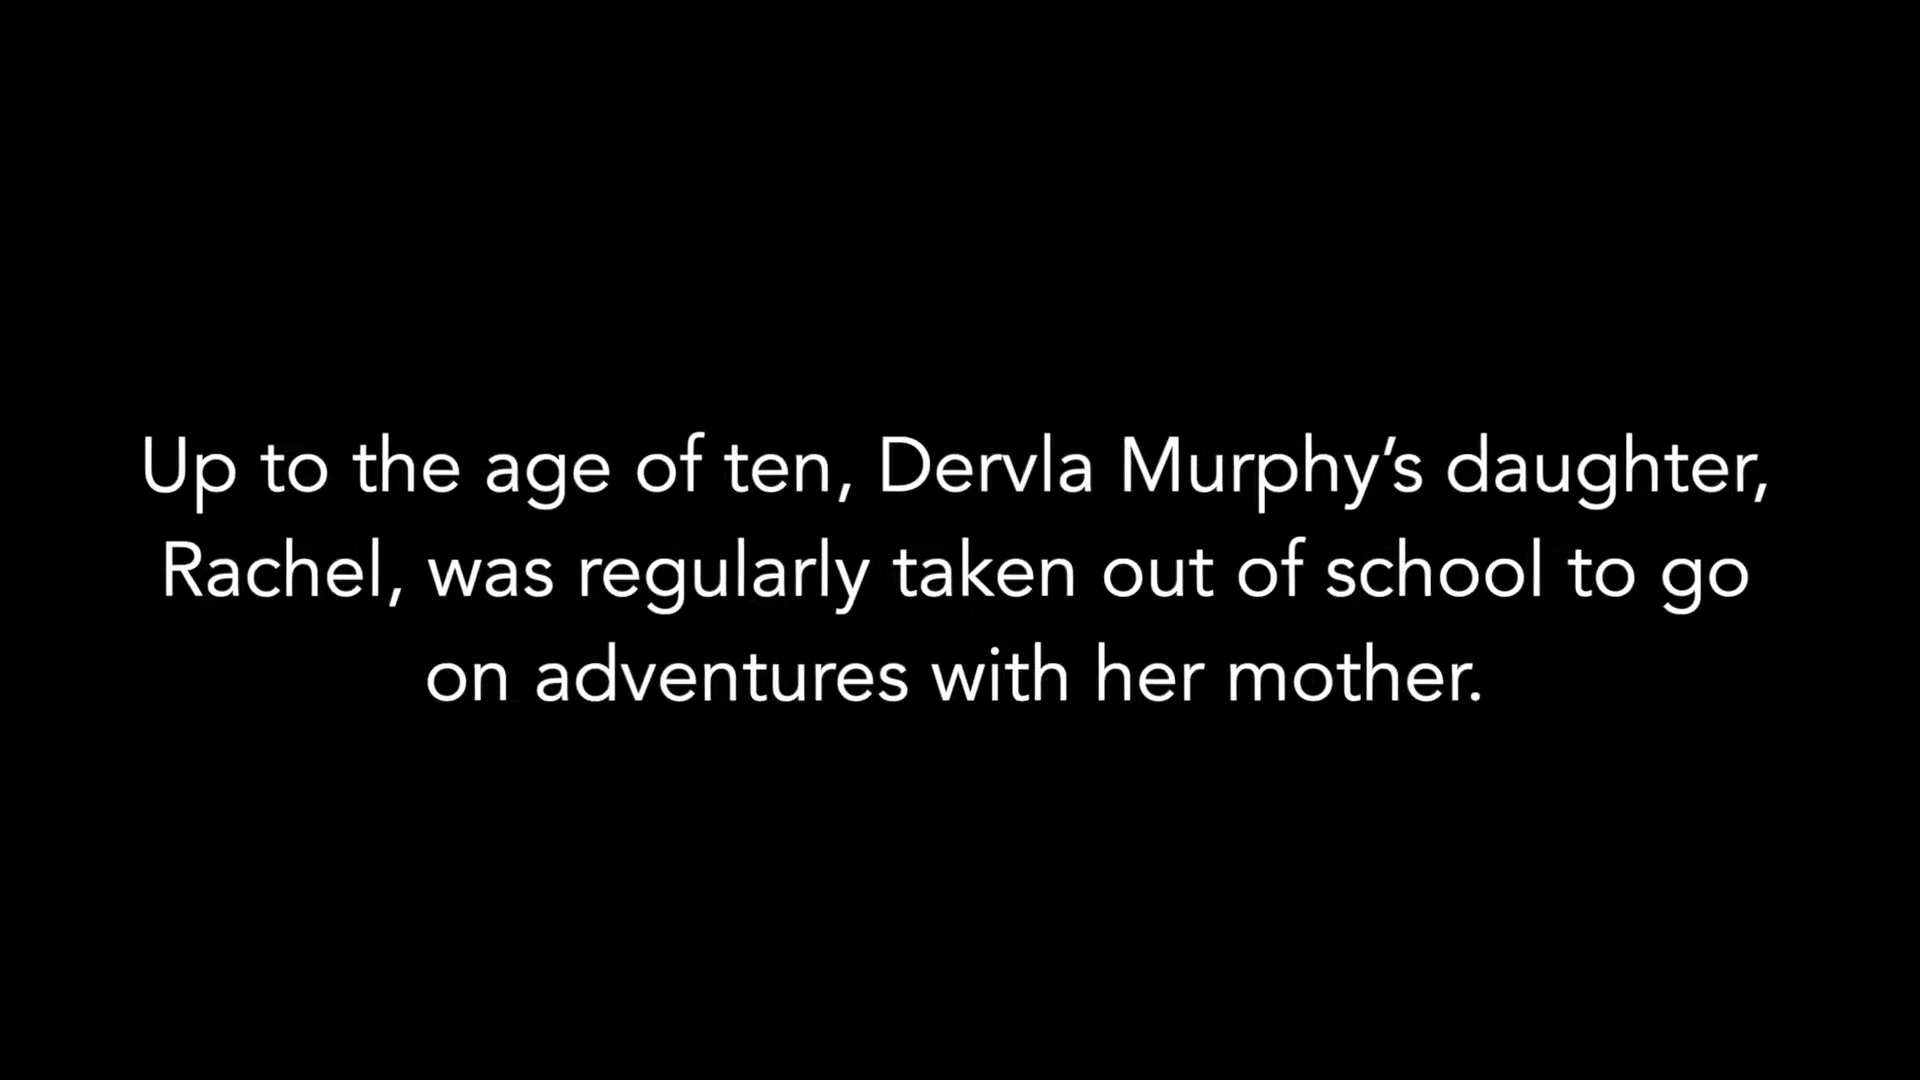 Up to the age of ten, Dervla Murphy’s daughter,
Rachel, was regularly taken out of school to go
on adventures with her mother.